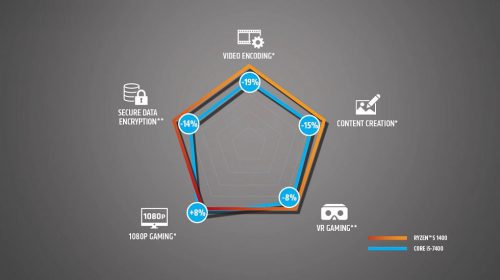 VIDEO ENCODING*
-19%
SECURE DATA
ENCRYPTION**
-14%
-15%
CONTENT CREATION*
1080P
1080P GAMING*
+8%
-8%
VR GAMING**
RYZEN™ 5 1400
CORE i5-7400